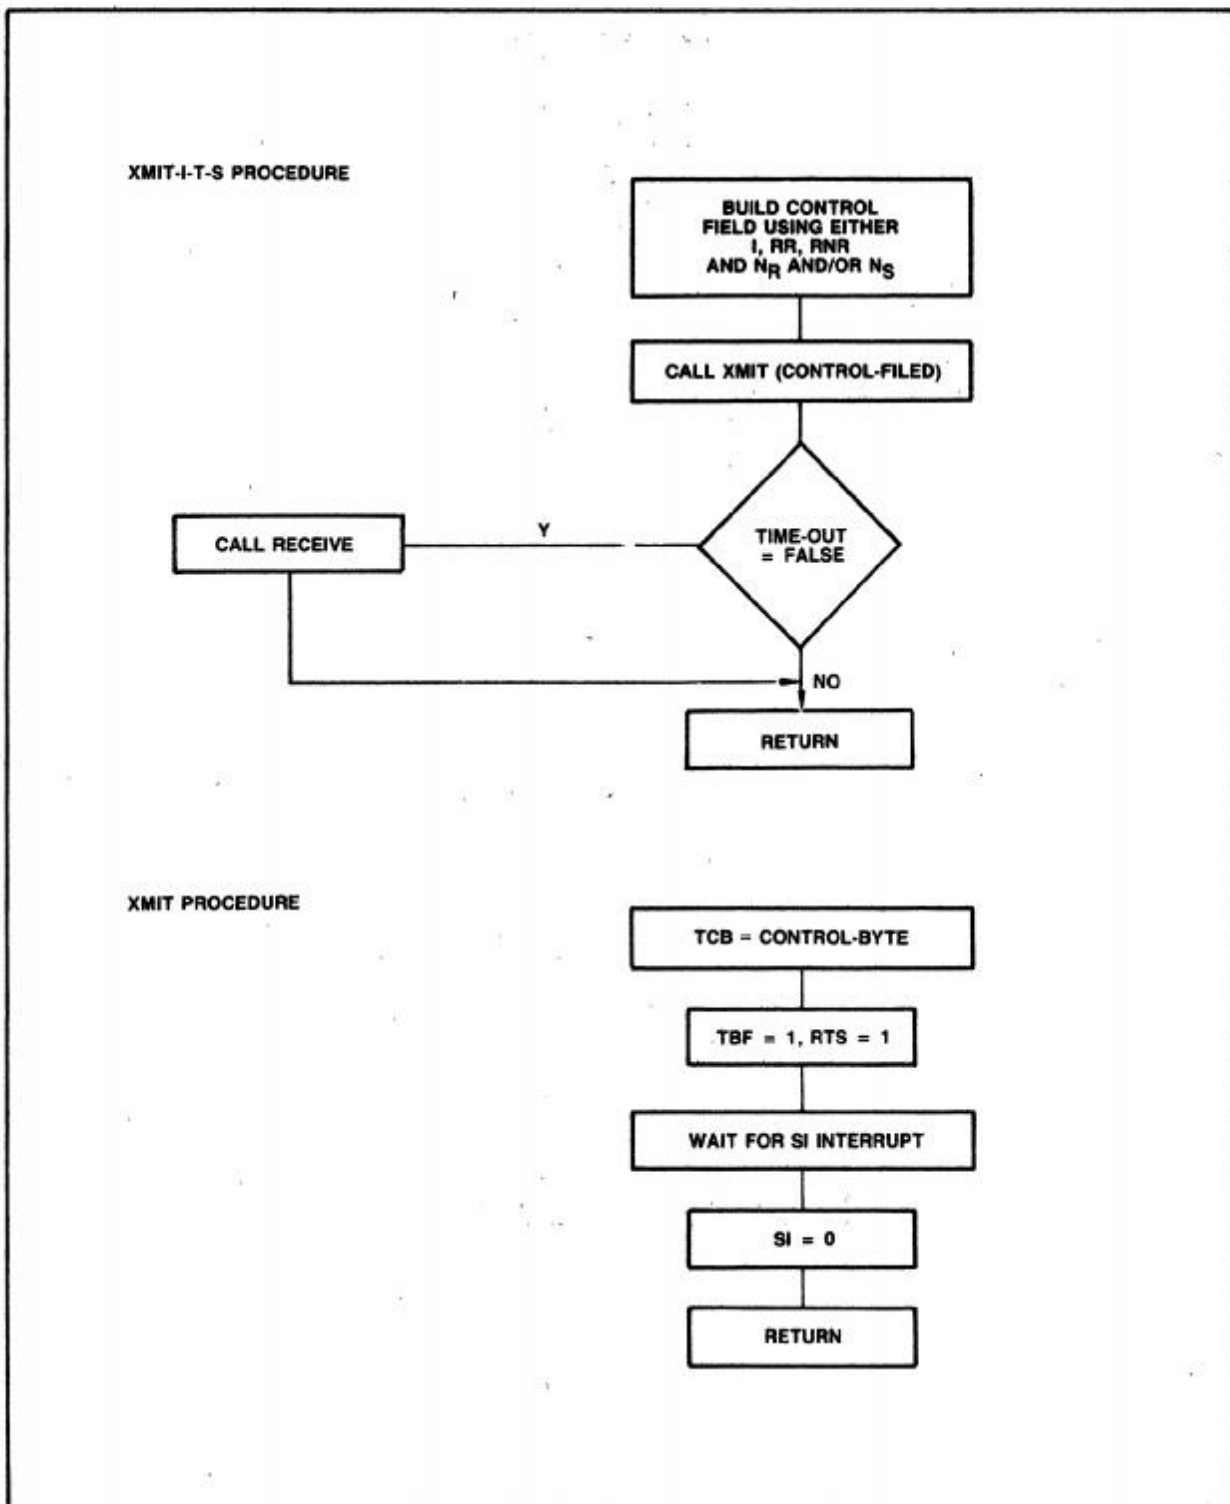 XMIT-I-T-S PROCEDURE
BUILD CONTROL
FIELD USING EITHER
I, RR, RNR
AND NR AND/OR NS
CALL XMIT (CONTROL-FILED)
TIME-OUT
= FALSE
Y
CALL RECEIVE
NO
RETURN
XMIT PROCEDURE
TCB = CONTROL-BYTE
TBF = 1, RTS = 1
WAIT FOR SI INTERRUPT
SI = 0
RETURN